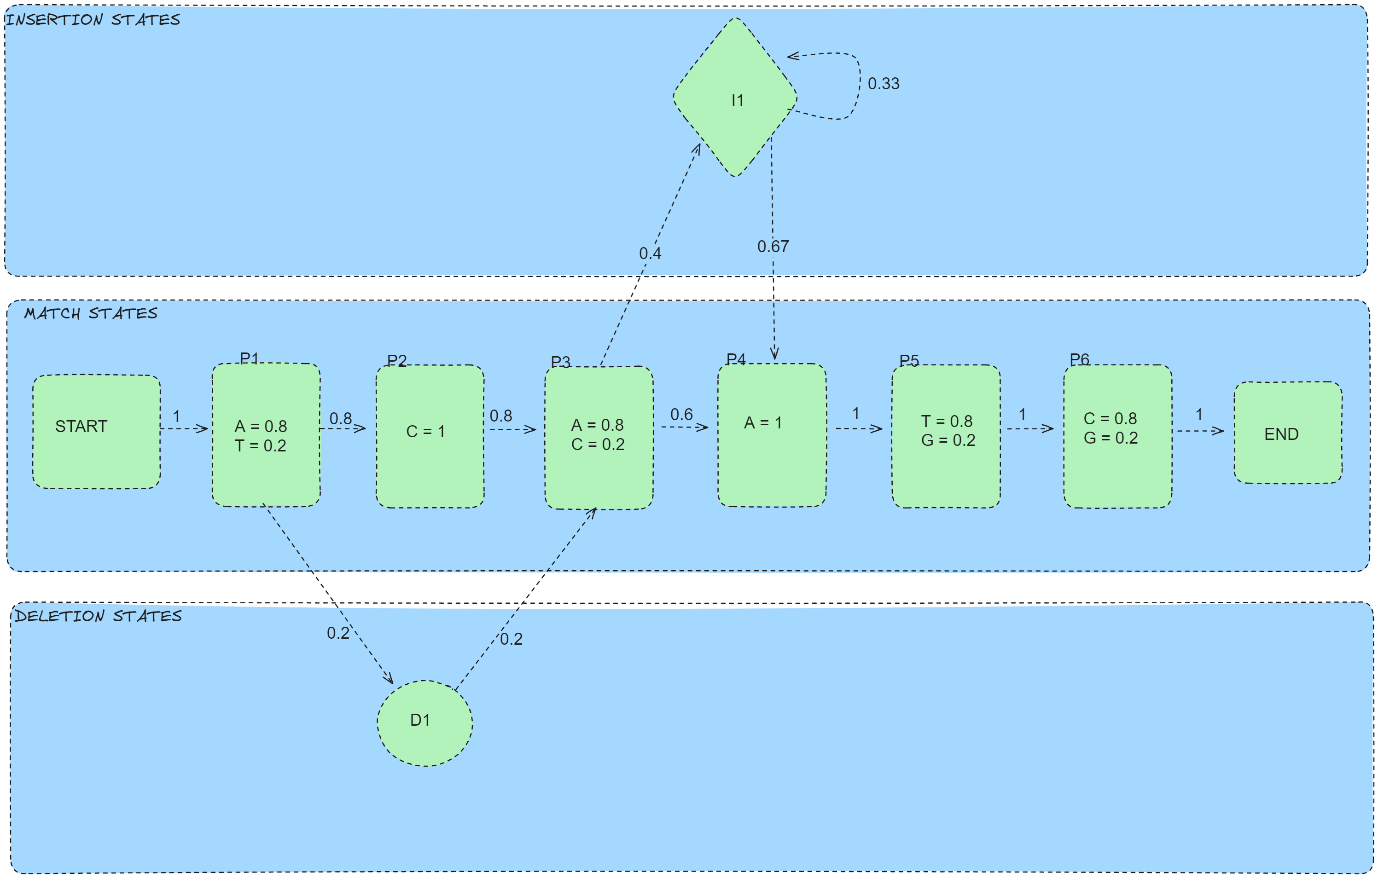 INSERTION STATES
I1
0.33
0.4
0.67
MATCH STATES
START
1
P1
A = 0.8
T = 0.2
0.8
P2
C = 1
0.8
P3
A = 0.8
C = 0.2
0.6
P4
A = 1
1
P5
T = 0.8
G = 0.2
1
P6
C = 0.8
G = 0.2
1
END
DELETION STATES
0.2
0.2
D1